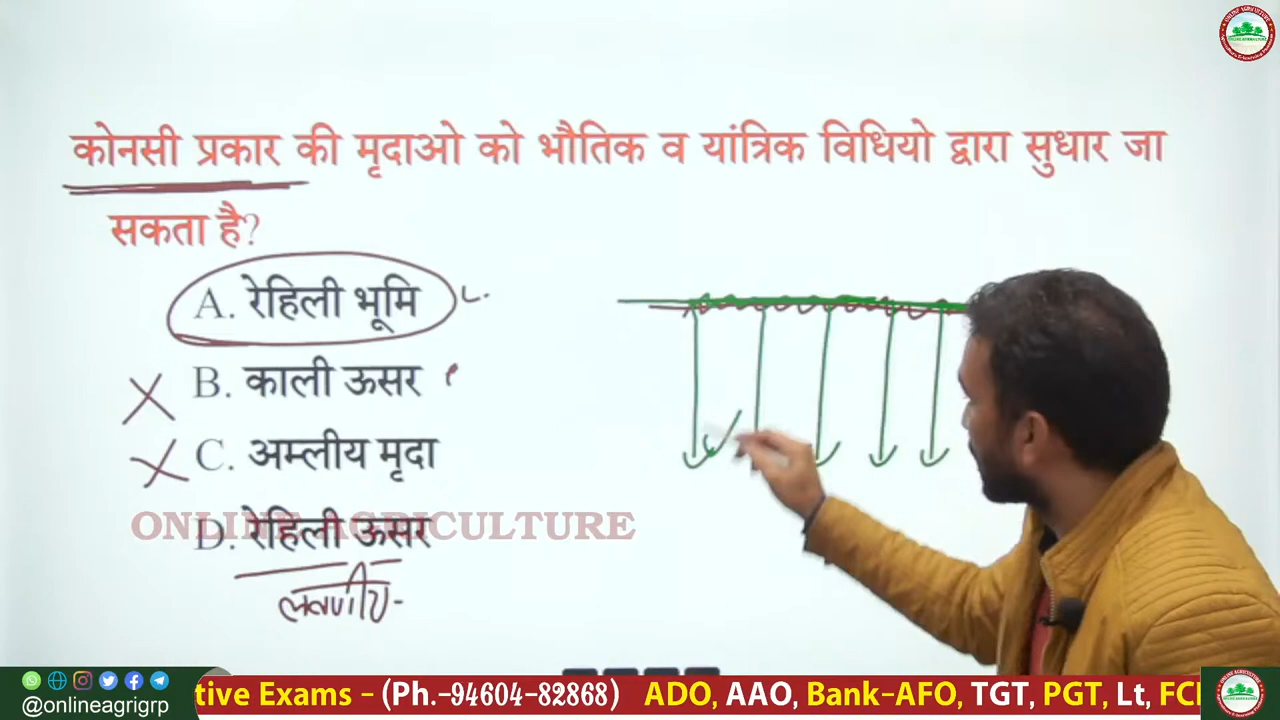 कोनसी प्रकार की मृदाओ को भौतिक व यांत्रिक विधियो द्वारा सुधार जा
सकता है?
A. रेहिली भूमि
B. काली ऊसर
C. अम्लीय मृदा
ONLINE AGRICULTURE
D. रेहिली ऊसर
लवणीय-
@onlineagrigrp
tive Exams - (Ph.-94604-82868) ADO, AAO, Bank-AFO, TGT, PGT, Lt, FCI